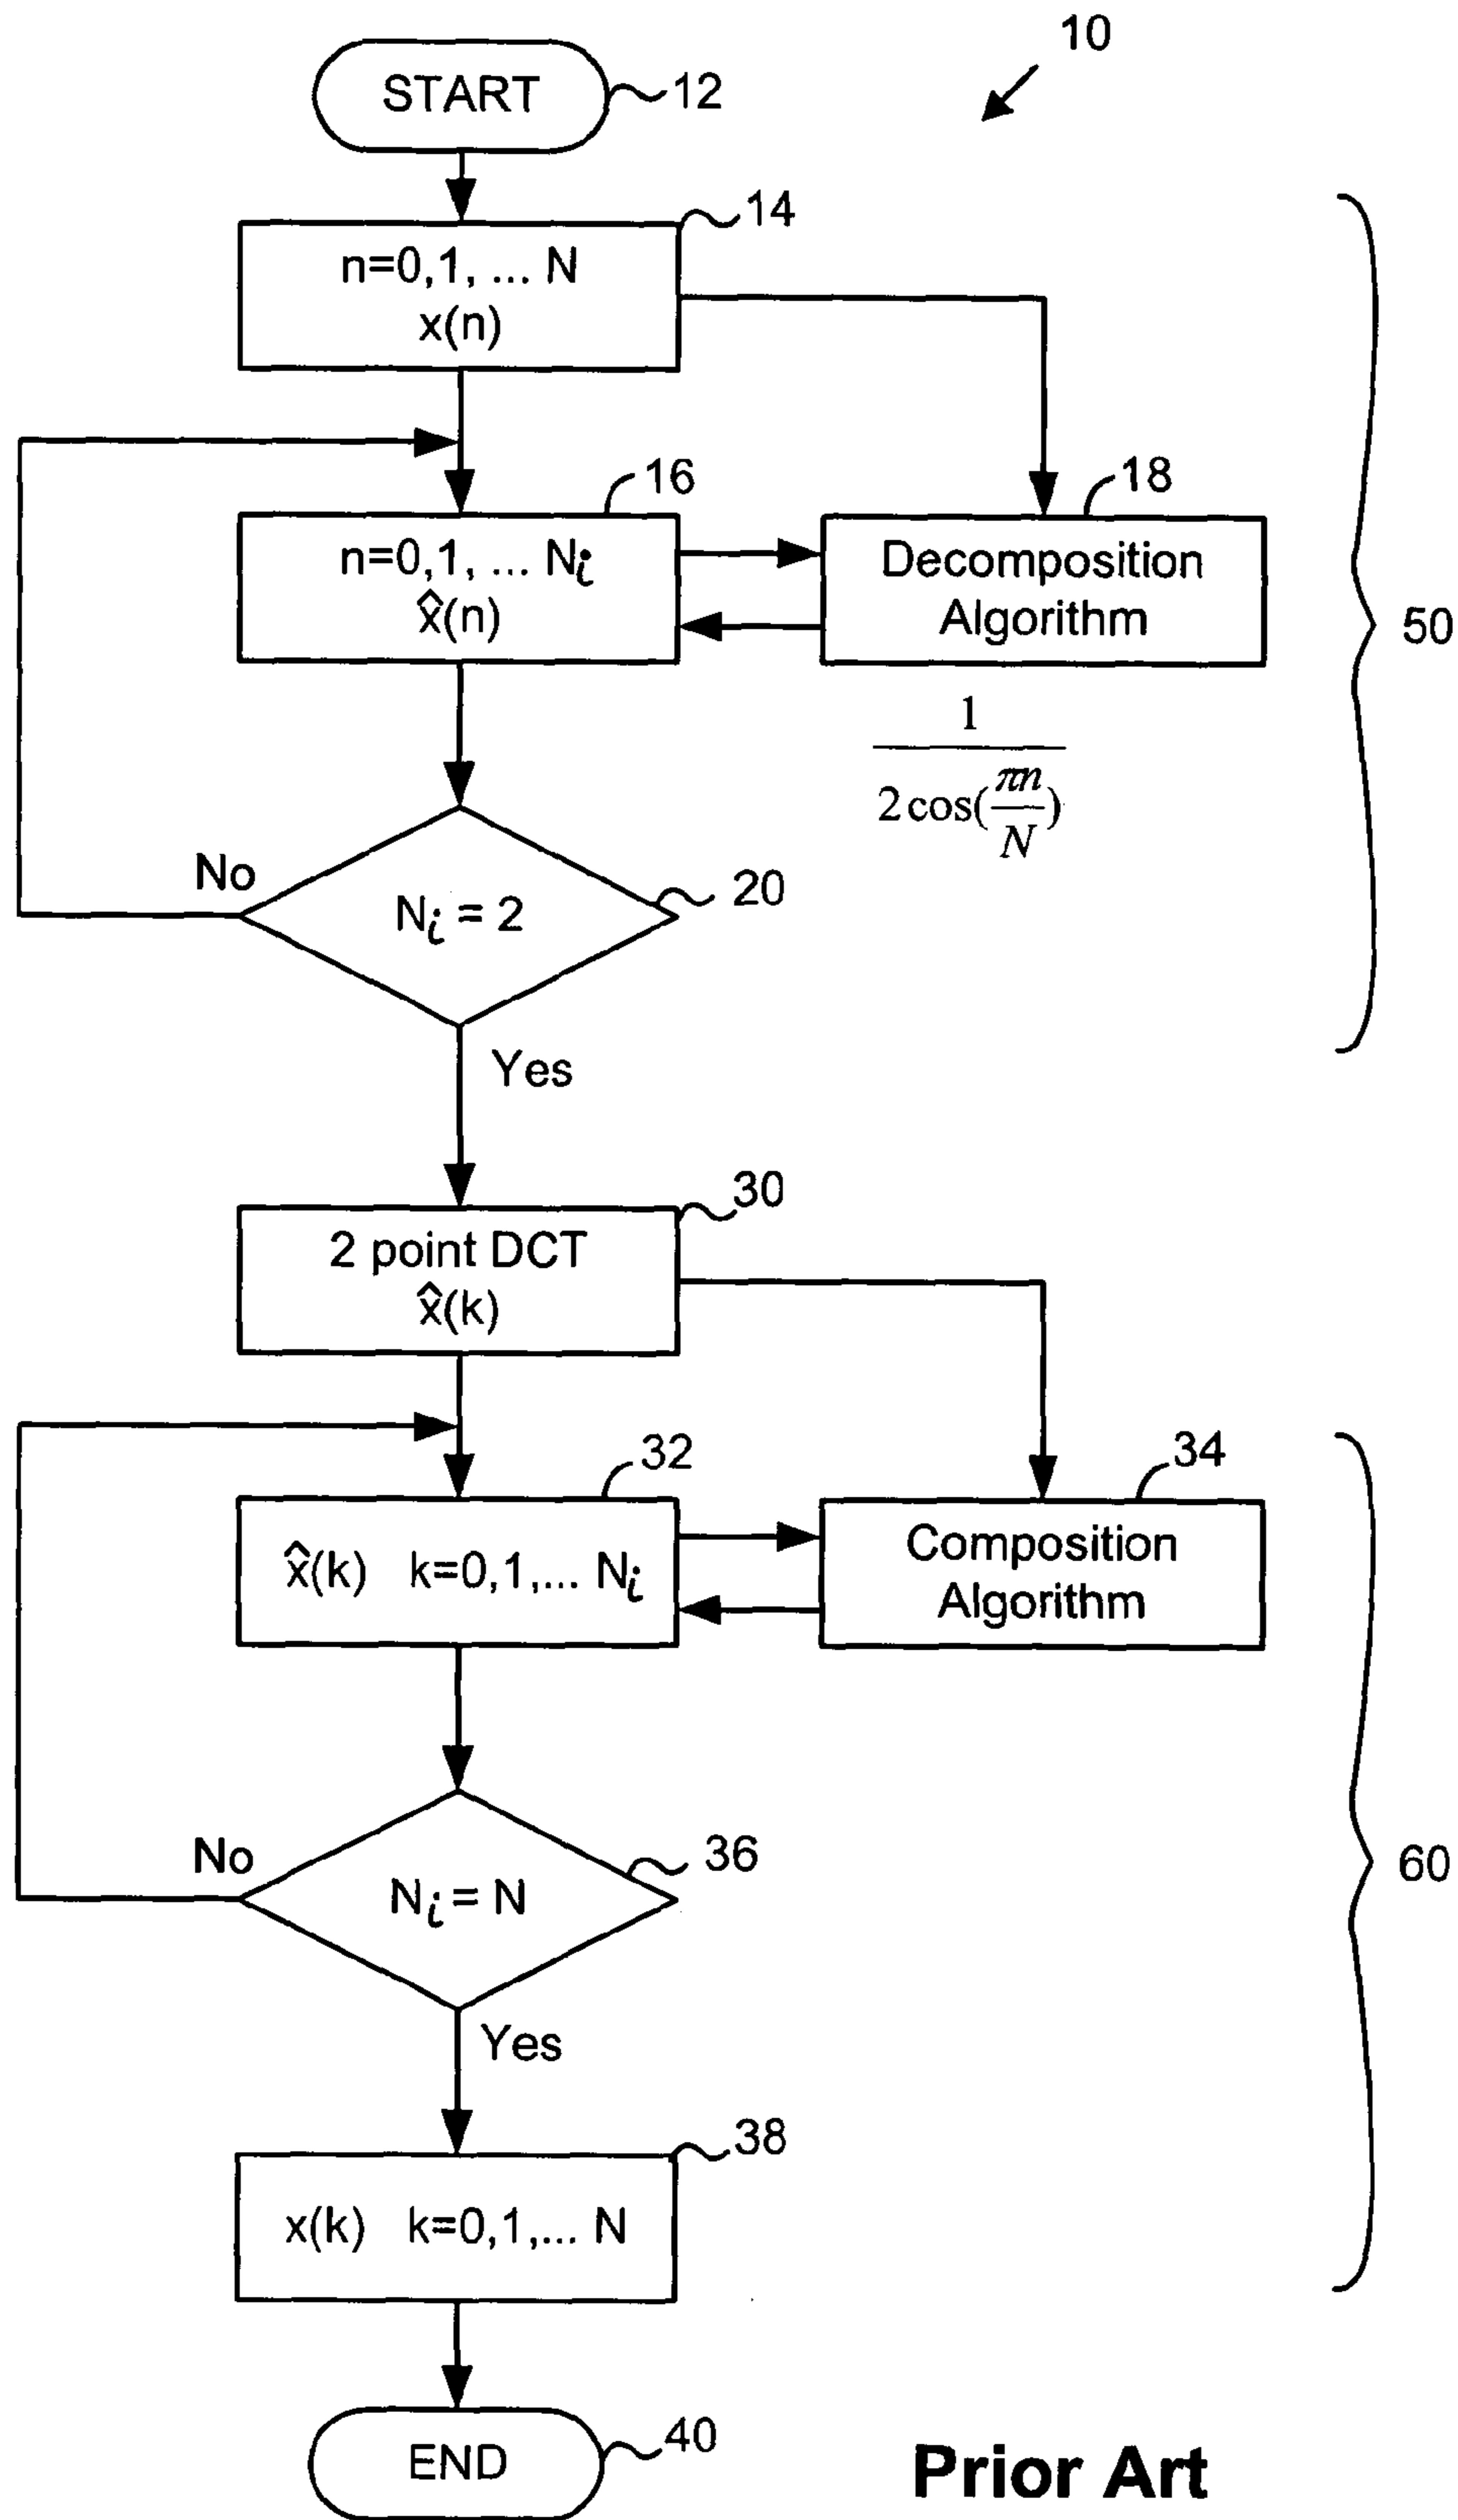 10
START
12
14
n=0,1, ... N
x(n)
16
18
n=0,1, ... Nᵢ
x̂(n)
Decomposition
Algorithm
50
1
2 cos(πn/N)
No
20
Nᵢ = 2
Yes
30
2 point DCT
x̂(k)
32
34
x̂(k) k=0,1,... Nᵢ
Composition
Algorithm
36
No
60
Nᵢ = N
Yes
38
x(k) k=0,1,... N
40
END
Prior Art